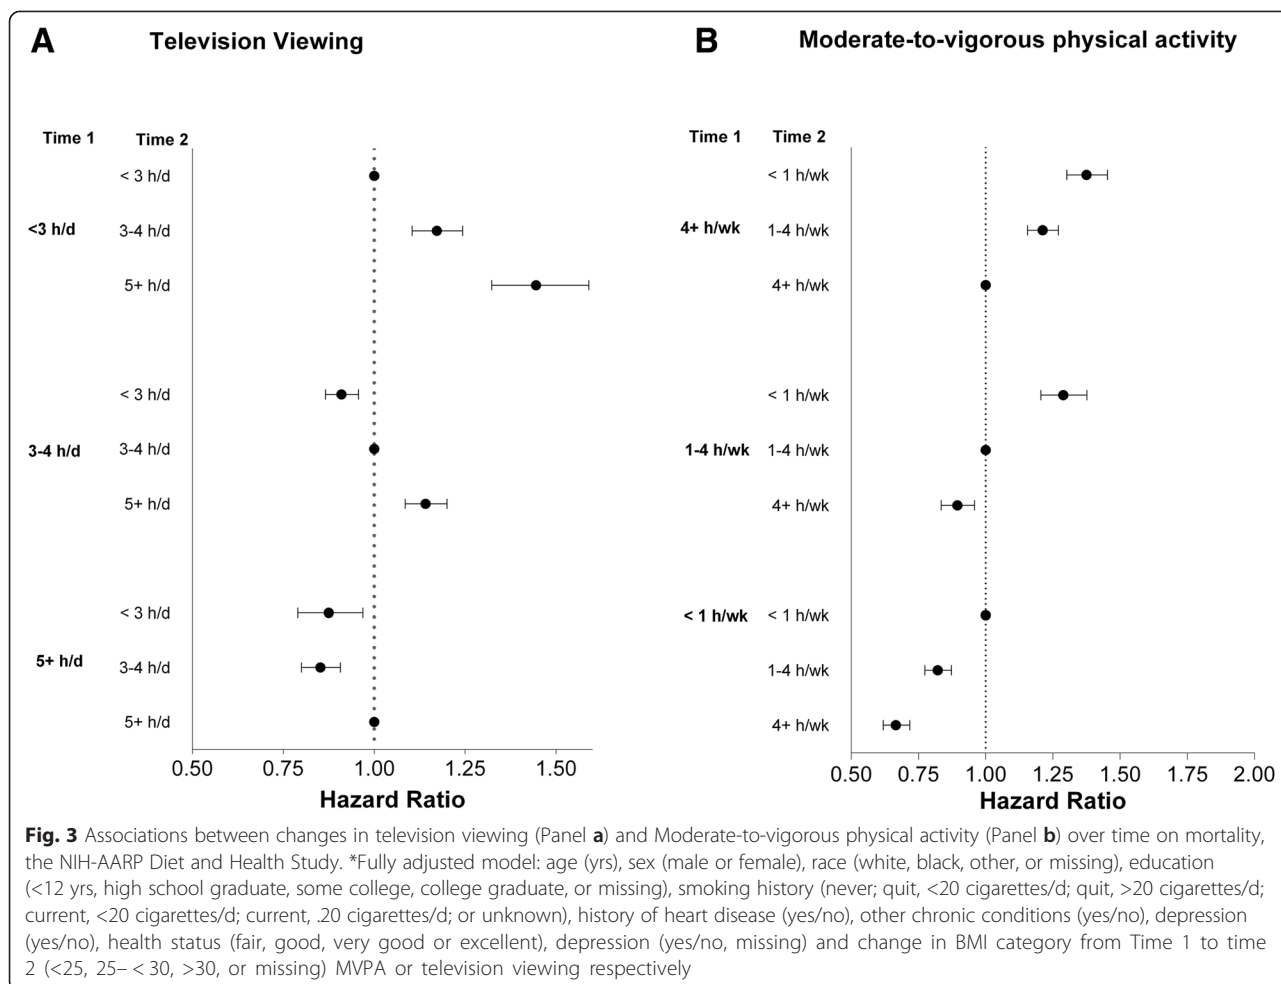 A Television Viewing
Time 1 Time 2
< 3 h/d
<3 h/d 3-4 h/d
5+ h/d
< 3 h/d
3-4 h/d 3-4 h/d
5+ h/d
< 3 h/d
5+ h/d 3-4 h/d
5+ h/d
0.50 0.75 1.00 1.25 1.50
Hazard Ratio
B Moderate-to-vigorous physical activity
Time 1 Time 2
< 1 h/wk
4+ h/wk 1-4 h/wk
4+ h/wk
< 1 h/wk
1-4 h/wk 1-4 h/wk
4+ h/wk
< 1 h/wk < 1 h/wk
1-4 h/wk
4+ h/wk
0.50 0.75 1.00 1.25 1.50 1.75 2.00
Hazard Ratio
Fig. 3 Associations between changes in television viewing (Panel a) and Moderate-to-vigorous physical activity (Panel b) over time on mortality,
the NIH-AARP Diet and Health Study. *Fully adjusted model: age (yrs), sex (male or female), race (white, black, other, or missing), education
(<12 yrs, high school graduate, some college, college graduate, or missing), smoking history (never; quit, <20 cigarettes/d; quit, >20 cigarettes/d;
current, <20 cigarettes/d; current, .20 cigarettes/d; or unknown), history of heart disease (yes/no), other chronic conditions (yes/no), depression
(yes/no), health status (fair, good, very good or excellent), depression (yes/no, missing) and change in BMI category from Time 1 to time
2 (<25, 25– < 30, >30, or missing) MVPA or television viewing respectively